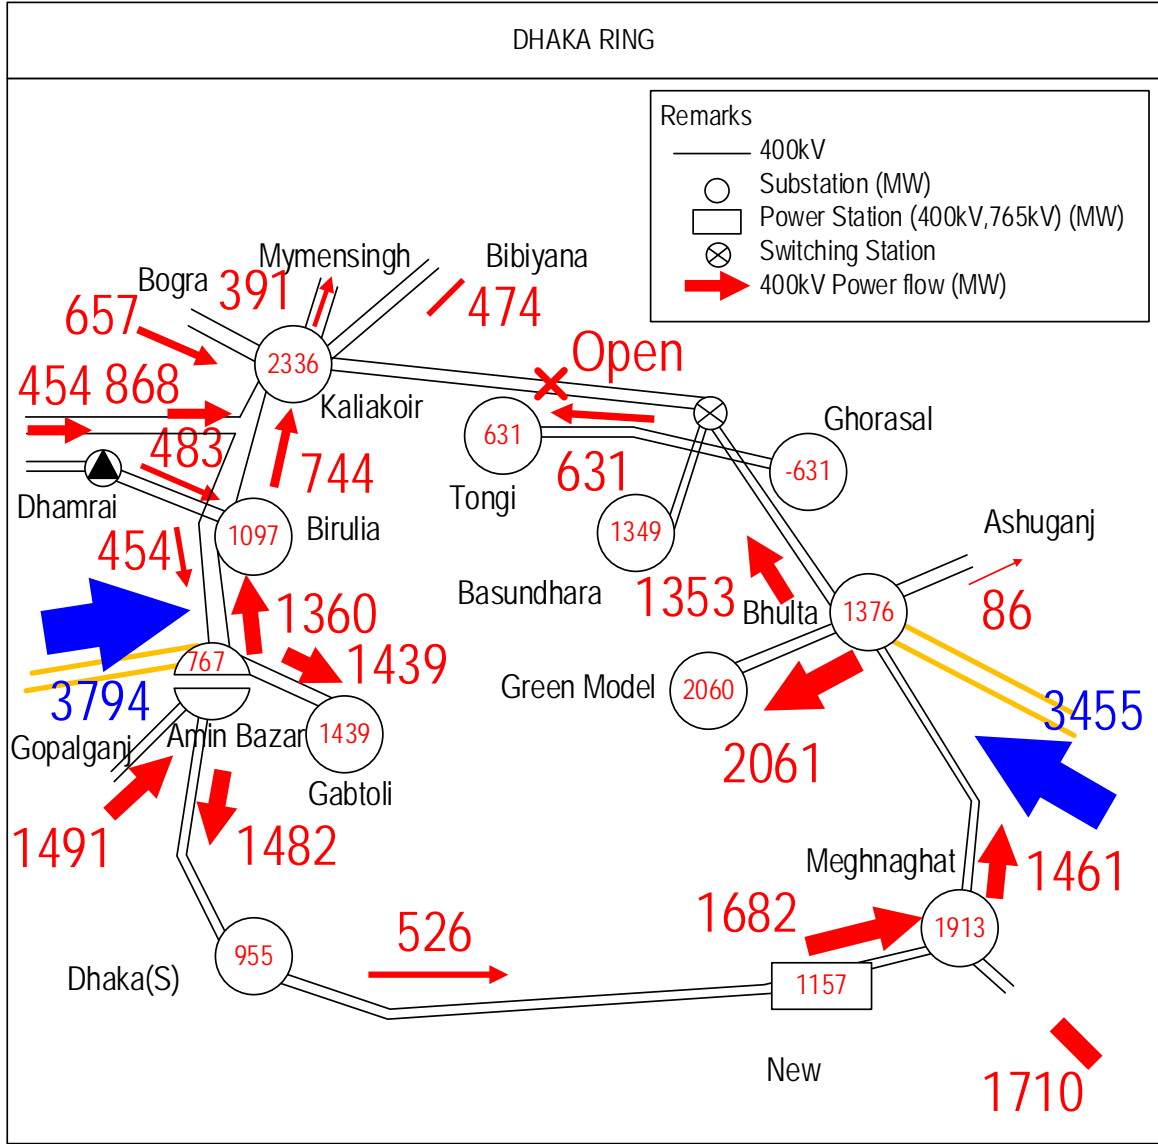 DHAKA RING
Remarks
400kV
Substation (MW)
Power Station (400kV,765kV) (MW)
Switching Station
400kV Power flow (MW)
Mymensingh
Bibiyana
Bogra
391
474
657
2336
Open
Kaliakoir
454
868
Ghorasal
631
-631
483
631
744
Tongi
Dhamrai
1097
Birulia
1349
Ashuganj
454
Basundhara
1353
Bhulta
1376
86
1360
767
1439
Green Model
2060
3794
3455
Gopalganj
Amin Bazar
1439
2061
Gabtoli
1491
1482
Meghnaghat
1461
1682
526
1913
955
Dhaka(S)
1157
New
1710